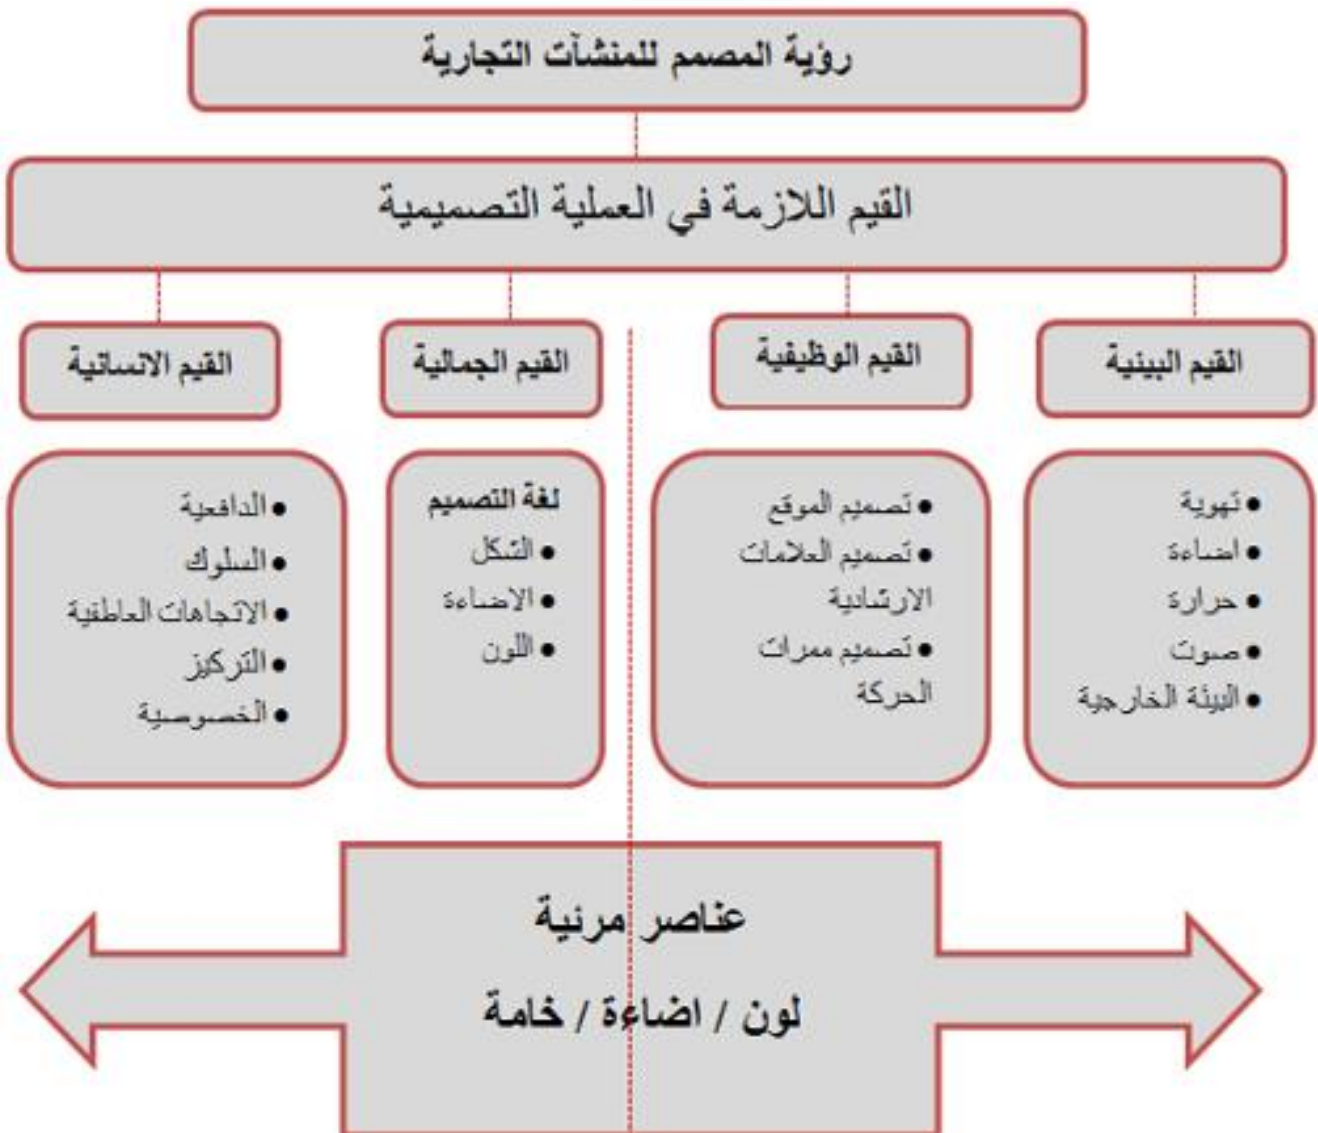 رؤية المصمم للمنشآت التجارية
القيم اللازمة في العملية التصميمية
القيم البيئية
القيم الوظيفية
القيم الجمالية
القيم الانسانية
• تهوية
• اضاءة
• حرارة
• صوت
• البيئة الخارجية
• تصميم الموقع
• تصميم العلامات
الارشادية
• تصميم ممرات
الحركة
لغة التصميم
• الشكل
• الاضاءة
• اللون
• الدافعية
• السلوك
• الاتجاهات العاطفية
• التركيز
• الخصوصية
عناصر مرئية
لون / اضاءة / خامة